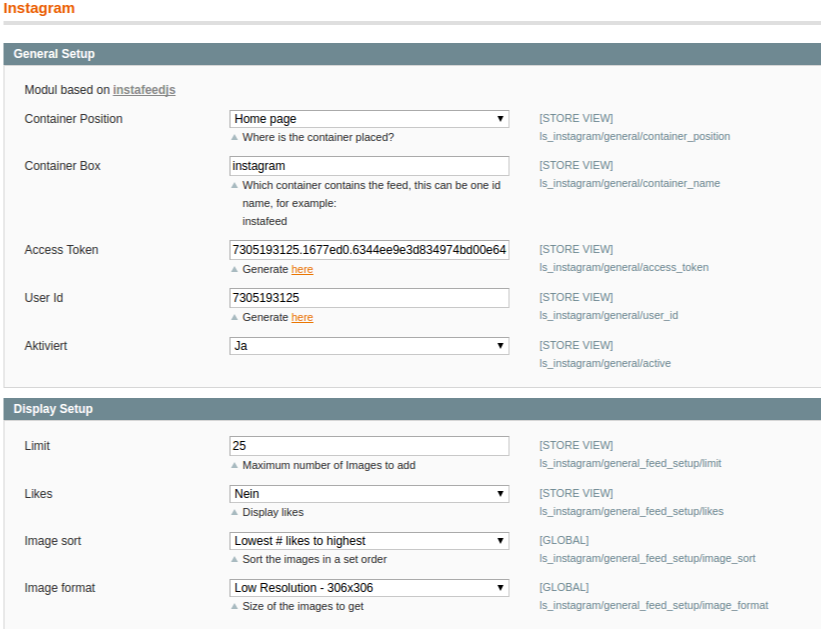 Instagram
General Setup
Modul based on instafeedjs
Container Position Home page [STORE VIEW]
Where is the container placed? ls_instagram/general/container_position
Container Box instagram [STORE VIEW]
Which container contains the feed, this can be one id ls_instagram/general/container_name
name, for example:
instafeed
Access Token 7305193125.1677ed0.6344ee9e3d834974bd00e64 [STORE VIEW]
Generate here ls_instagram/general/access_token
User Id 7305193125 [STORE VIEW]
Generate here ls_instagram/general/user_id
Aktiviert Ja [STORE VIEW]
ls_instagram/general/active
Display Setup
Limit 25 [STORE VIEW]
Maximum number of Images to add ls_instagram/general_feed_setup/limit
Likes Nein [STORE VIEW]
Display likes ls_instagram/general_feed_setup/likes
Image sort Lowest # likes to highest [GLOBAL]
Sort the images in a set order ls_instagram/general_feed_setup/image_sort
Image format Low Resolution - 306x306 [GLOBAL]
Size of the images to get ls_instagram/general_feed_setup/image_format